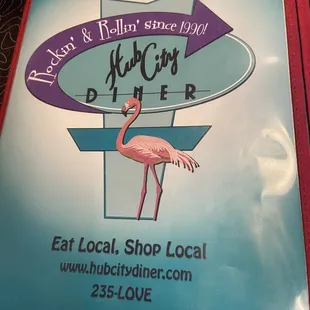 Rockin' & Rollin' since 1990!
Hub City
DINER
Eat Local, Shop Local
www.hubcitydiner.com
235-LOVE